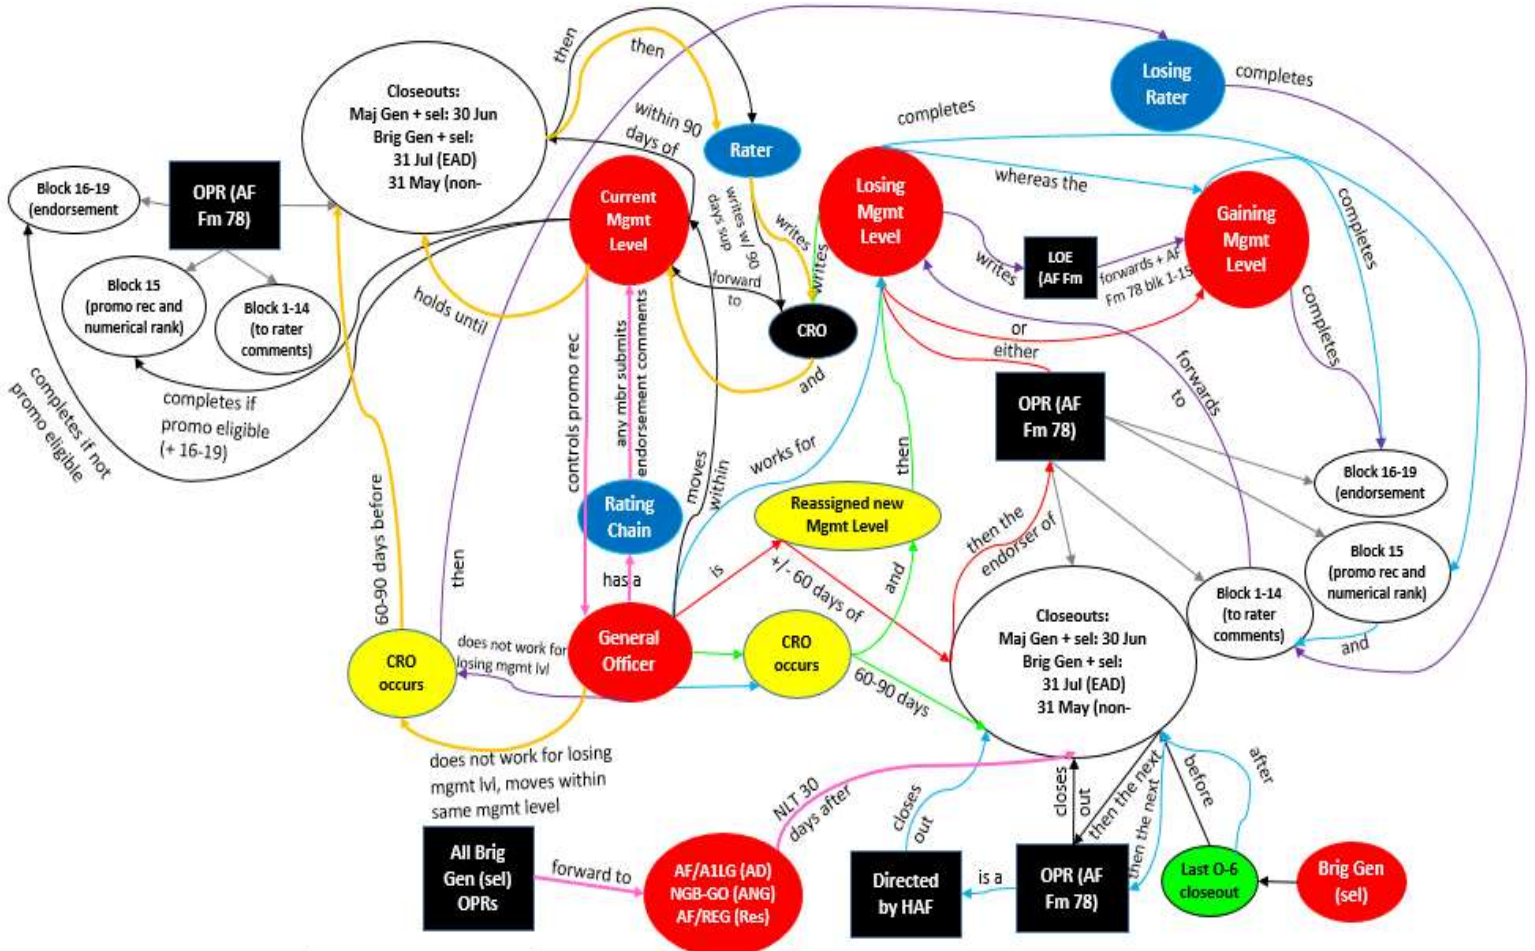 Closeouts:
Maj Gen + sel: 30 Jun
Brig Gen + sel:
31 Jul (EAD)
31 May (non-
then
then
Losing
Rater
completes
within 90
days of
Rater
completes
whereas the
Block 16-19
(endorsement
OPR (AF
Fm 78)
Current
Mgmt
Level
writes w/ 90
days sup
writes
writes
Losing
Mgmt
Level
Gaining
Mgmt
Level
completes
LOE
(AF Fm
writes
forwards + AF
Fm 78 blk 1-15
Block 15
(promo rec and
numerical rank)
Block 1-14
(to rater
comments)
holds until
forward
to
CRO
and
or
either
completes
forwards
to
completes if not
promo eligible
completes if
promo eligible
(+ 16-19)
controls promo rec
any mbr submits
endorsement comments
OPR (AF
Fm 78)
moves
within
works for
then
Rating
Chain
Reassigned new
Mgmt Level
Block 16-19
(endorsement
60-90 days before
then
has a
is
+/- 60 days of
and
then the
endorser of
Block 15
(promo rec and
numerical rank)
Block 1-14
(to rater
comments)
and
CRO
occurs
does not work for
losing mgmt lvl
General
Officer
CRO
occurs
60-90 days
Closeouts:
Maj Gen + sel: 30 Jun
Brig Gen + sel:
31 Jul (EAD)
31 May (non-
does not work for losing
mgmt lvl, moves within
same mgmt level
NLT 30
days after
closes
out
closes
out
then the next
then the next
before
after
All Brig
Gen (sel)
OPRs
forward to
AF/A1LG (AD)
NGB-GO (ANG)
AF/REG (Res)
Directed
by HAF
is a
OPR (AF
Fm 78)
Last O-6
closeout
Brig Gen
(sel)